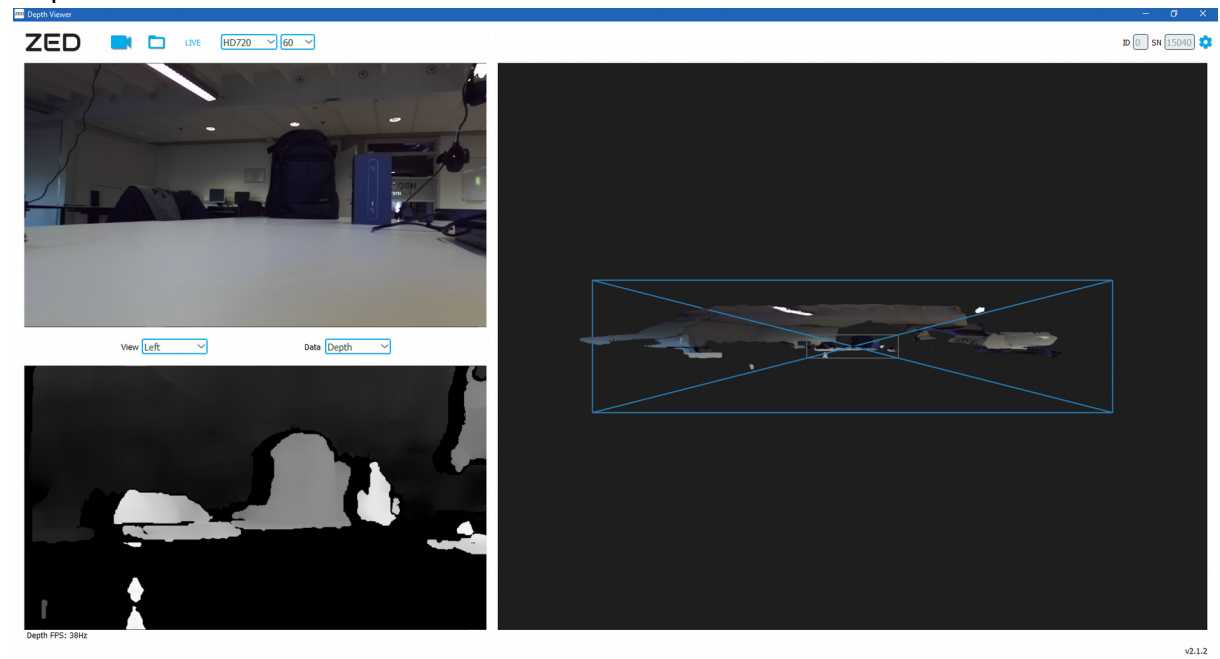 ZED Depth Viewer
ZED LIVE HD720 60 ID 0 SN 15040
View Left Data Depth
Depth FPS: 38Hz
v2.1.2